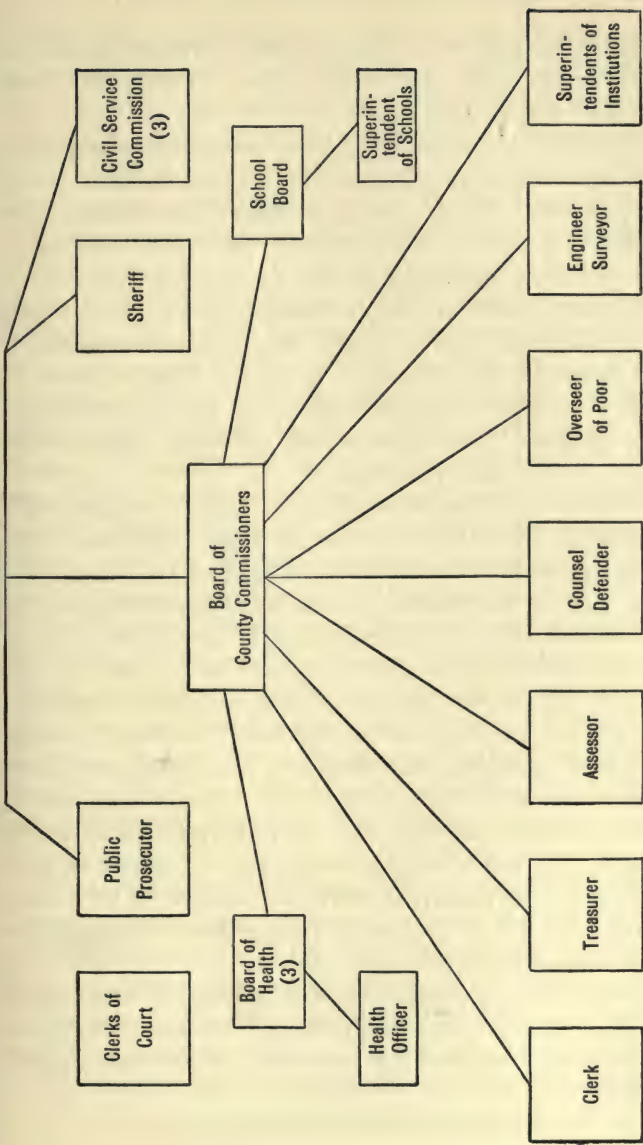 Clerks of
Court
Public
Prosecutor
Sheriff
Civil Service
Commission
(3)
Board of
Health
(3)
Board of
County Commissioners
School
Board
Health
Officer
Superin-
tendent
of Schools
Clerk
Treasurer
Assessor
Counsel
Defender
Overseer
of Poor
Engineer
Surveyor
Superin-
tendents of
Institutions